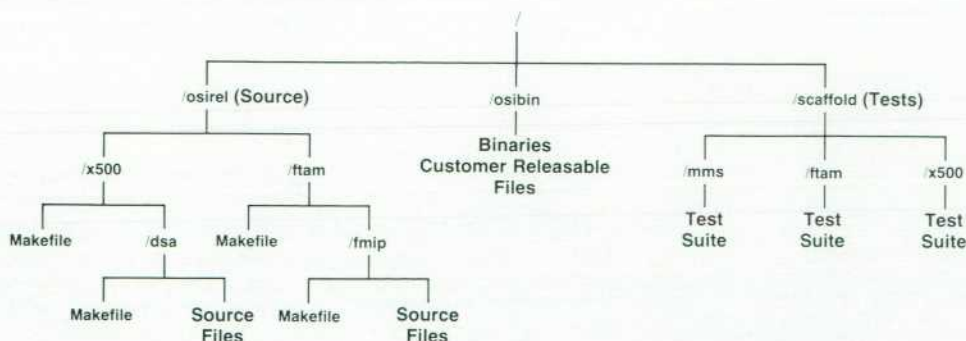 /
/osirel (Source)
/osibin
/scaffold (Tests)
Binaries
Customer Releasable
Files
/x500
/ftam
/mms
/ftam
/x500
Test
Suite
Test
Suite
Test
Suite
Makefile
/dsa
Makefile
/fmip
Makefile
Source
Files
Makefile
Source
Files